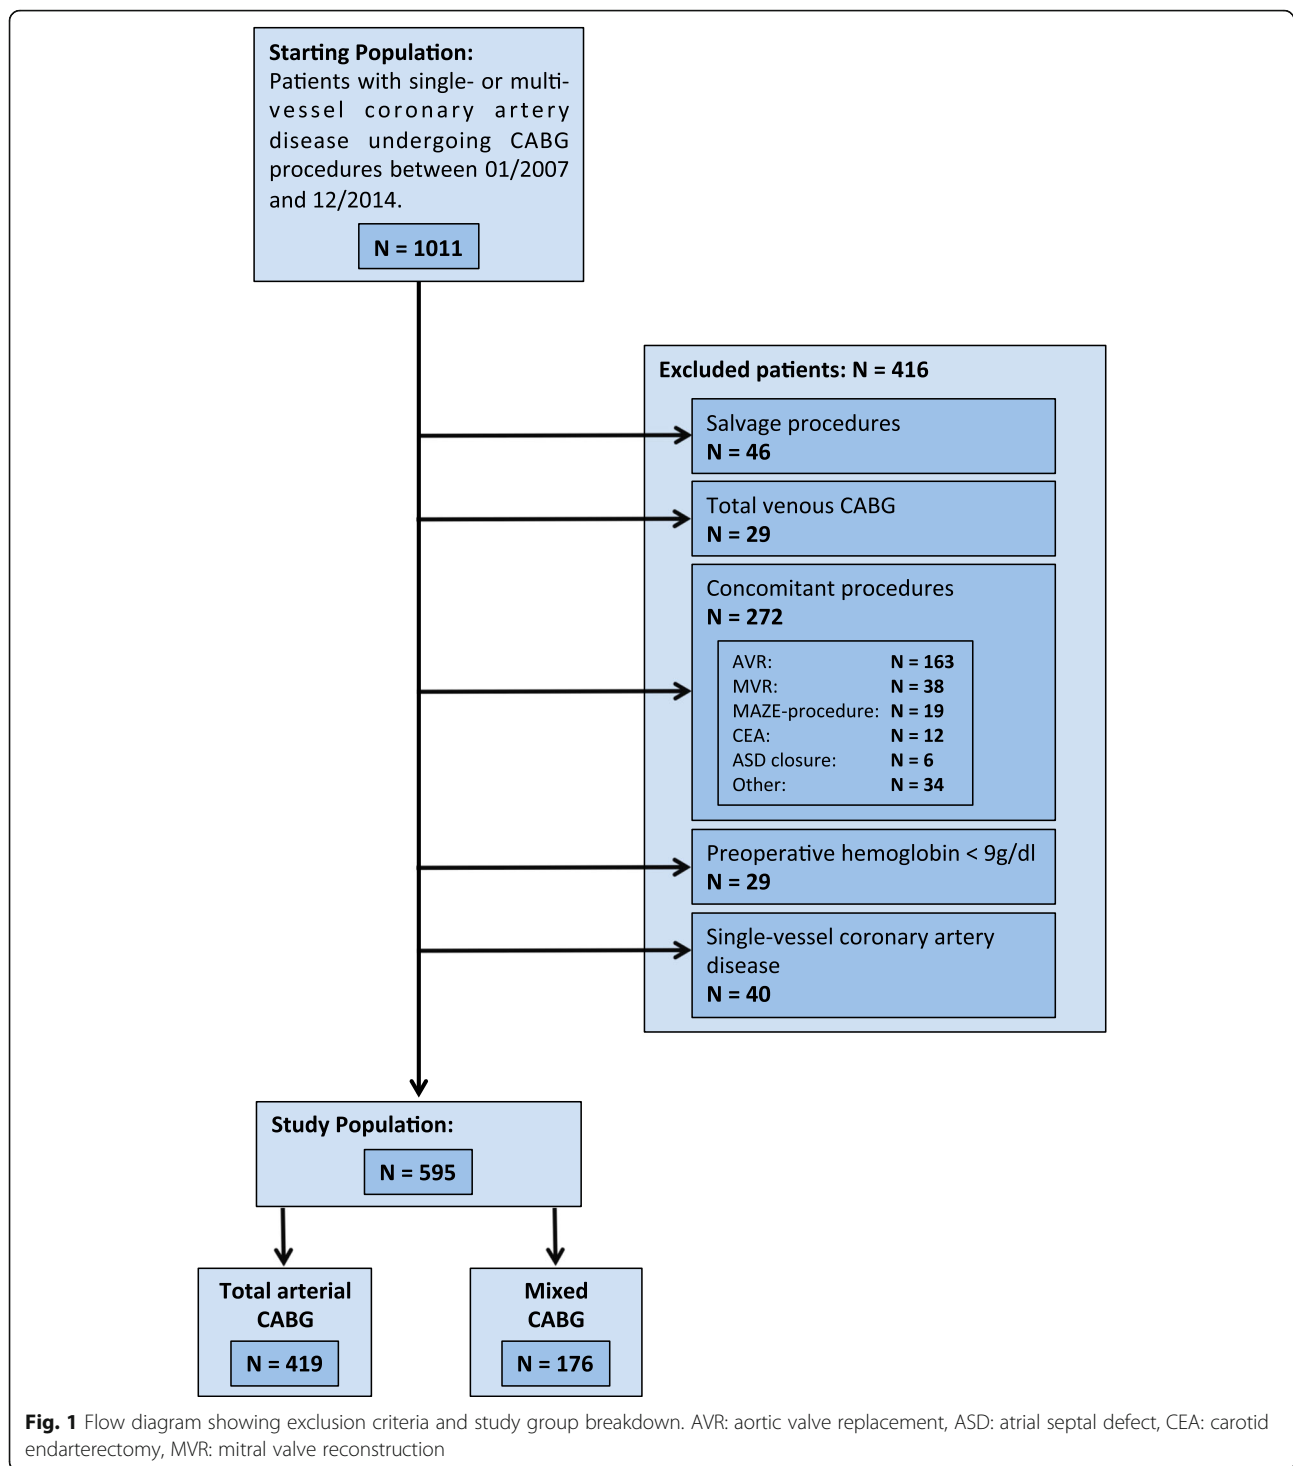 Starting Population:
Patients with single- or multi-
vessel coronary artery
disease undergoing CABG
procedures between 01/2007
and 12/2014.
N = 1011
Excluded patients: N = 416
Salvage procedures
N = 46
Total venous CABG
N = 29
Concomitant procedures
N = 272
AVR: N = 163
MVR: N = 38
MAZE-procedure: N = 19
CEA: N = 12
ASD closure: N = 6
Other: N = 34
Preoperative hemoglobin < 9g/dl
N = 29
Single-vessel coronary artery
disease
N = 40
Study Population:
N = 595
Total arterial
CABG
N = 419
Mixed
CABG
N = 176
Fig. 1 Flow diagram showing exclusion criteria and study group breakdown. AVR: aortic valve replacement, ASD: atrial septal defect, CEA: carotid
endarterectomy, MVR: mitral valve reconstruction